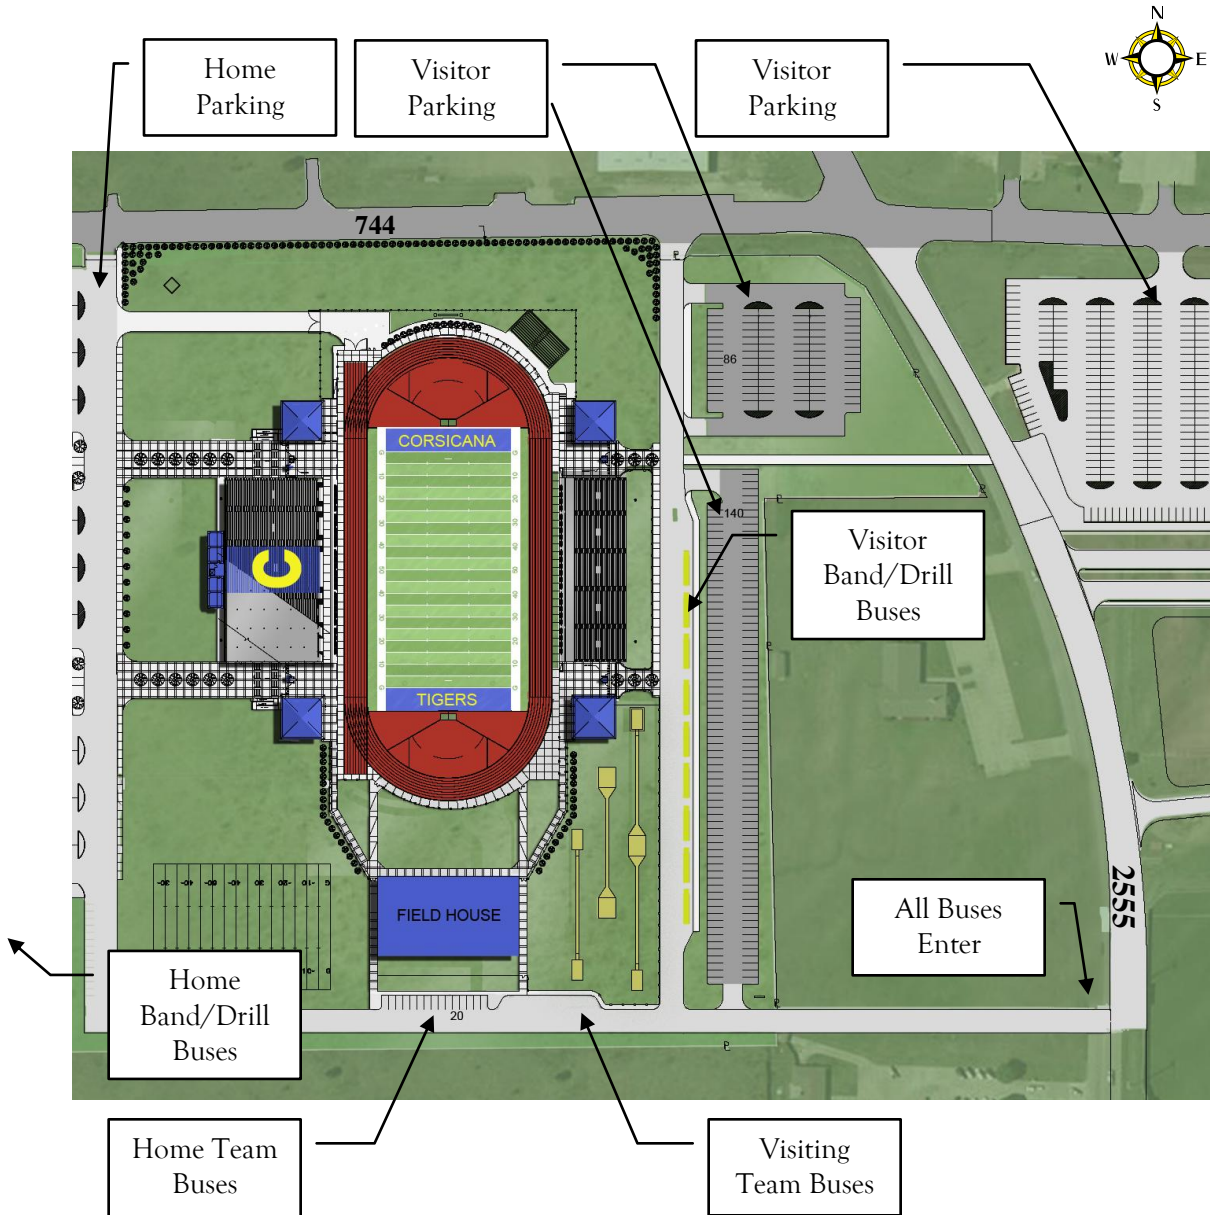 N
W E
S
Home
Parking
Visitor
Parking
Visitor
Parking
744
86
CORSICANA
140
Visitor
Band/Drill
Buses
C
TIGERS
2555
All Buses
Enter
FIELD HOUSE
Home
Band/Drill
Buses
20
Home Team
Buses
Visiting
Team Buses